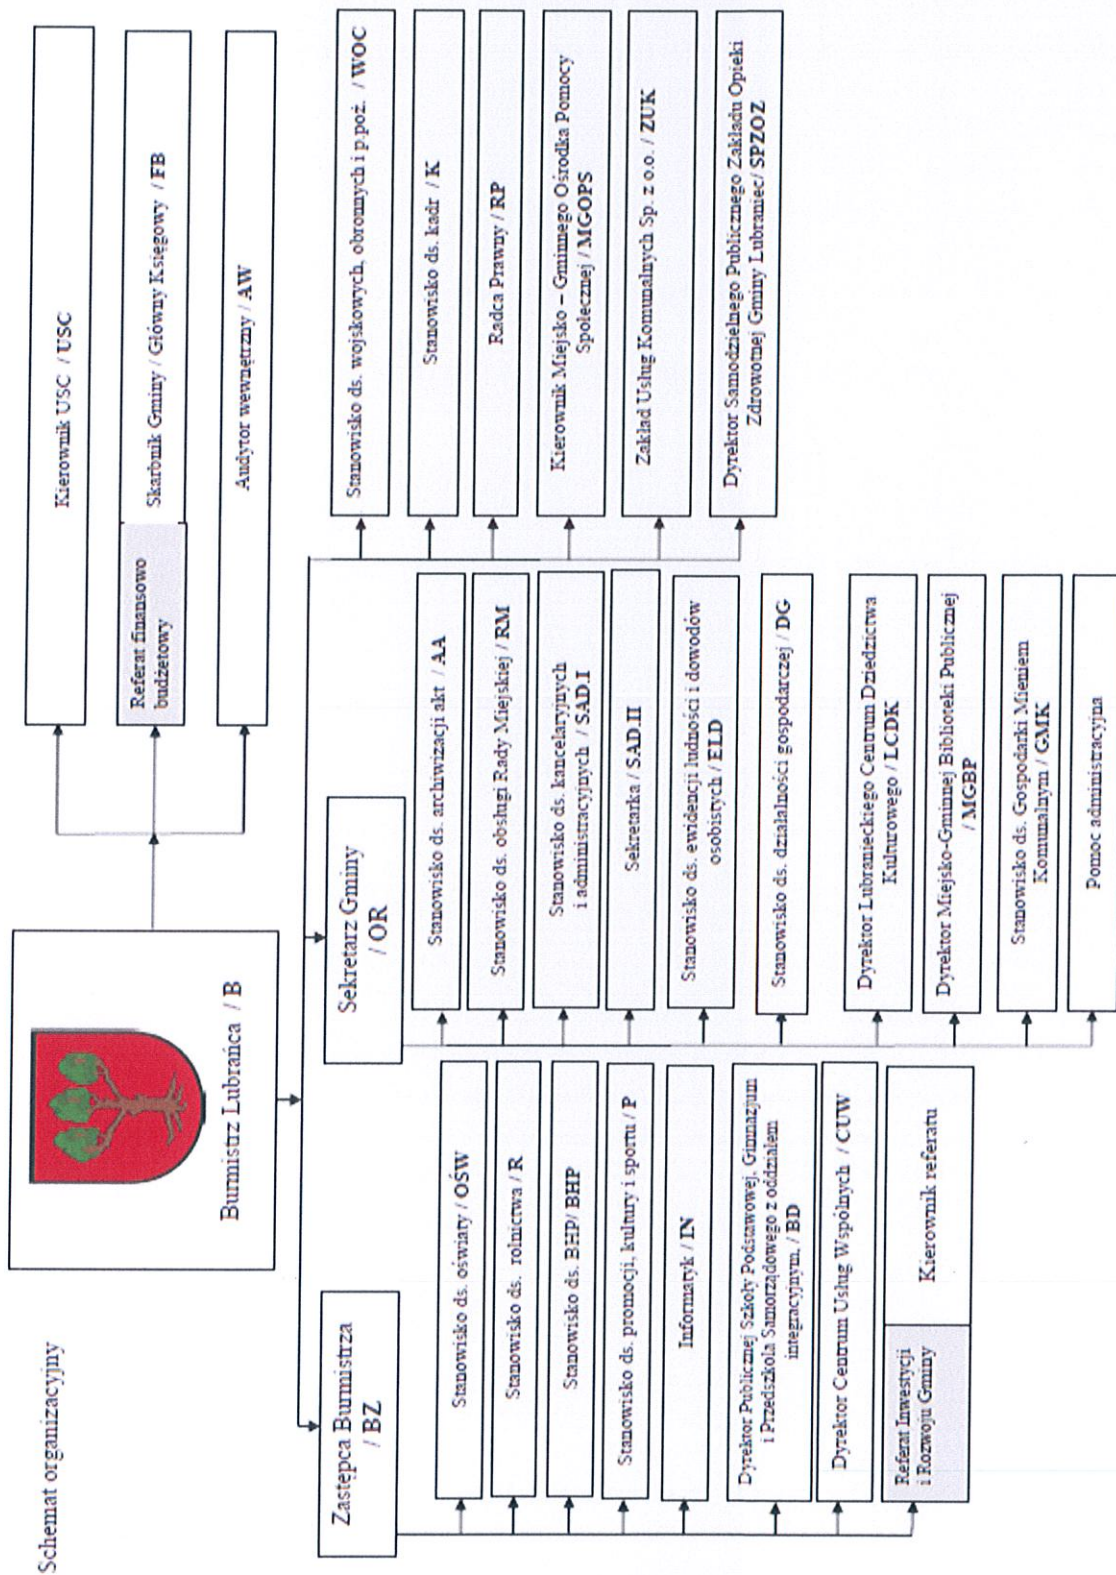 Schemat organizacyjny
Burmistrz Lubrańca / B
Kierownik USC / USC
Referat finansowo
budżetowy
Skarbnik Gminy / Główny Księgowy / FB
Audytor wewnętrzny / AW
Zastępca Burmistrza
/ BZ
Stanowisko ds. oświaty / OŚW
Stanowisko ds. rolnictwa / R
Stanowisko ds. BHP/ BHP
Stanowisko ds. promocji, kultury i sportu / P
Informatyk / IN
Dyrektor Publicznej Szkoły Podstawowej, Gimnazjum
i Przedszkola Samorządowego z oddziałem
integracyjnym, / BD
Dyrektor Centrum Usług Wspólnych / CUW
Referat Inwestycji
i Rozwoju Gminy
Kierownik referatu
Sekretarz Gminy
/ OR
Stanowisko ds. archiwizacji akt / AA
Stanowisko ds. obsługi Rady Miejskiej / RM
Stanowisko ds. kancelaryjnych
i administracyjnych / SAD.I
Sekretarka / SAD.II
Stanowisko ds. ewidencji ludności i dowodów
osobistych / ELD
Stanowisko ds. działalności gospodarczej / DG
Dyrektor Lubranieckiego Centrum Dziedzictwa
Kulturowego / LCDK
Dyrektor Miejsko-Gminnej Biblioteki Publicznej
/ MGBP
Stanowisko ds. Gospodarki Mieniem
Komunalnym / GMK
Pomoc administracyjna
Stanowisko ds. wojskowych, obronnych i p.poż. / WOC
Stanowisko ds. kadr / K
Radca Prawny / RP
Kierownik Miejsko – Gminnego Ośrodka Pomocy
Społecznej / MGOPS
Zakład Usług Komunalnych Sp. z o.o. / ZUK
Dyrektor Samodzielnego Publicznego Zakładu Opieki
Zdrowotnej Gminy Lubraniec/ SPZOZ